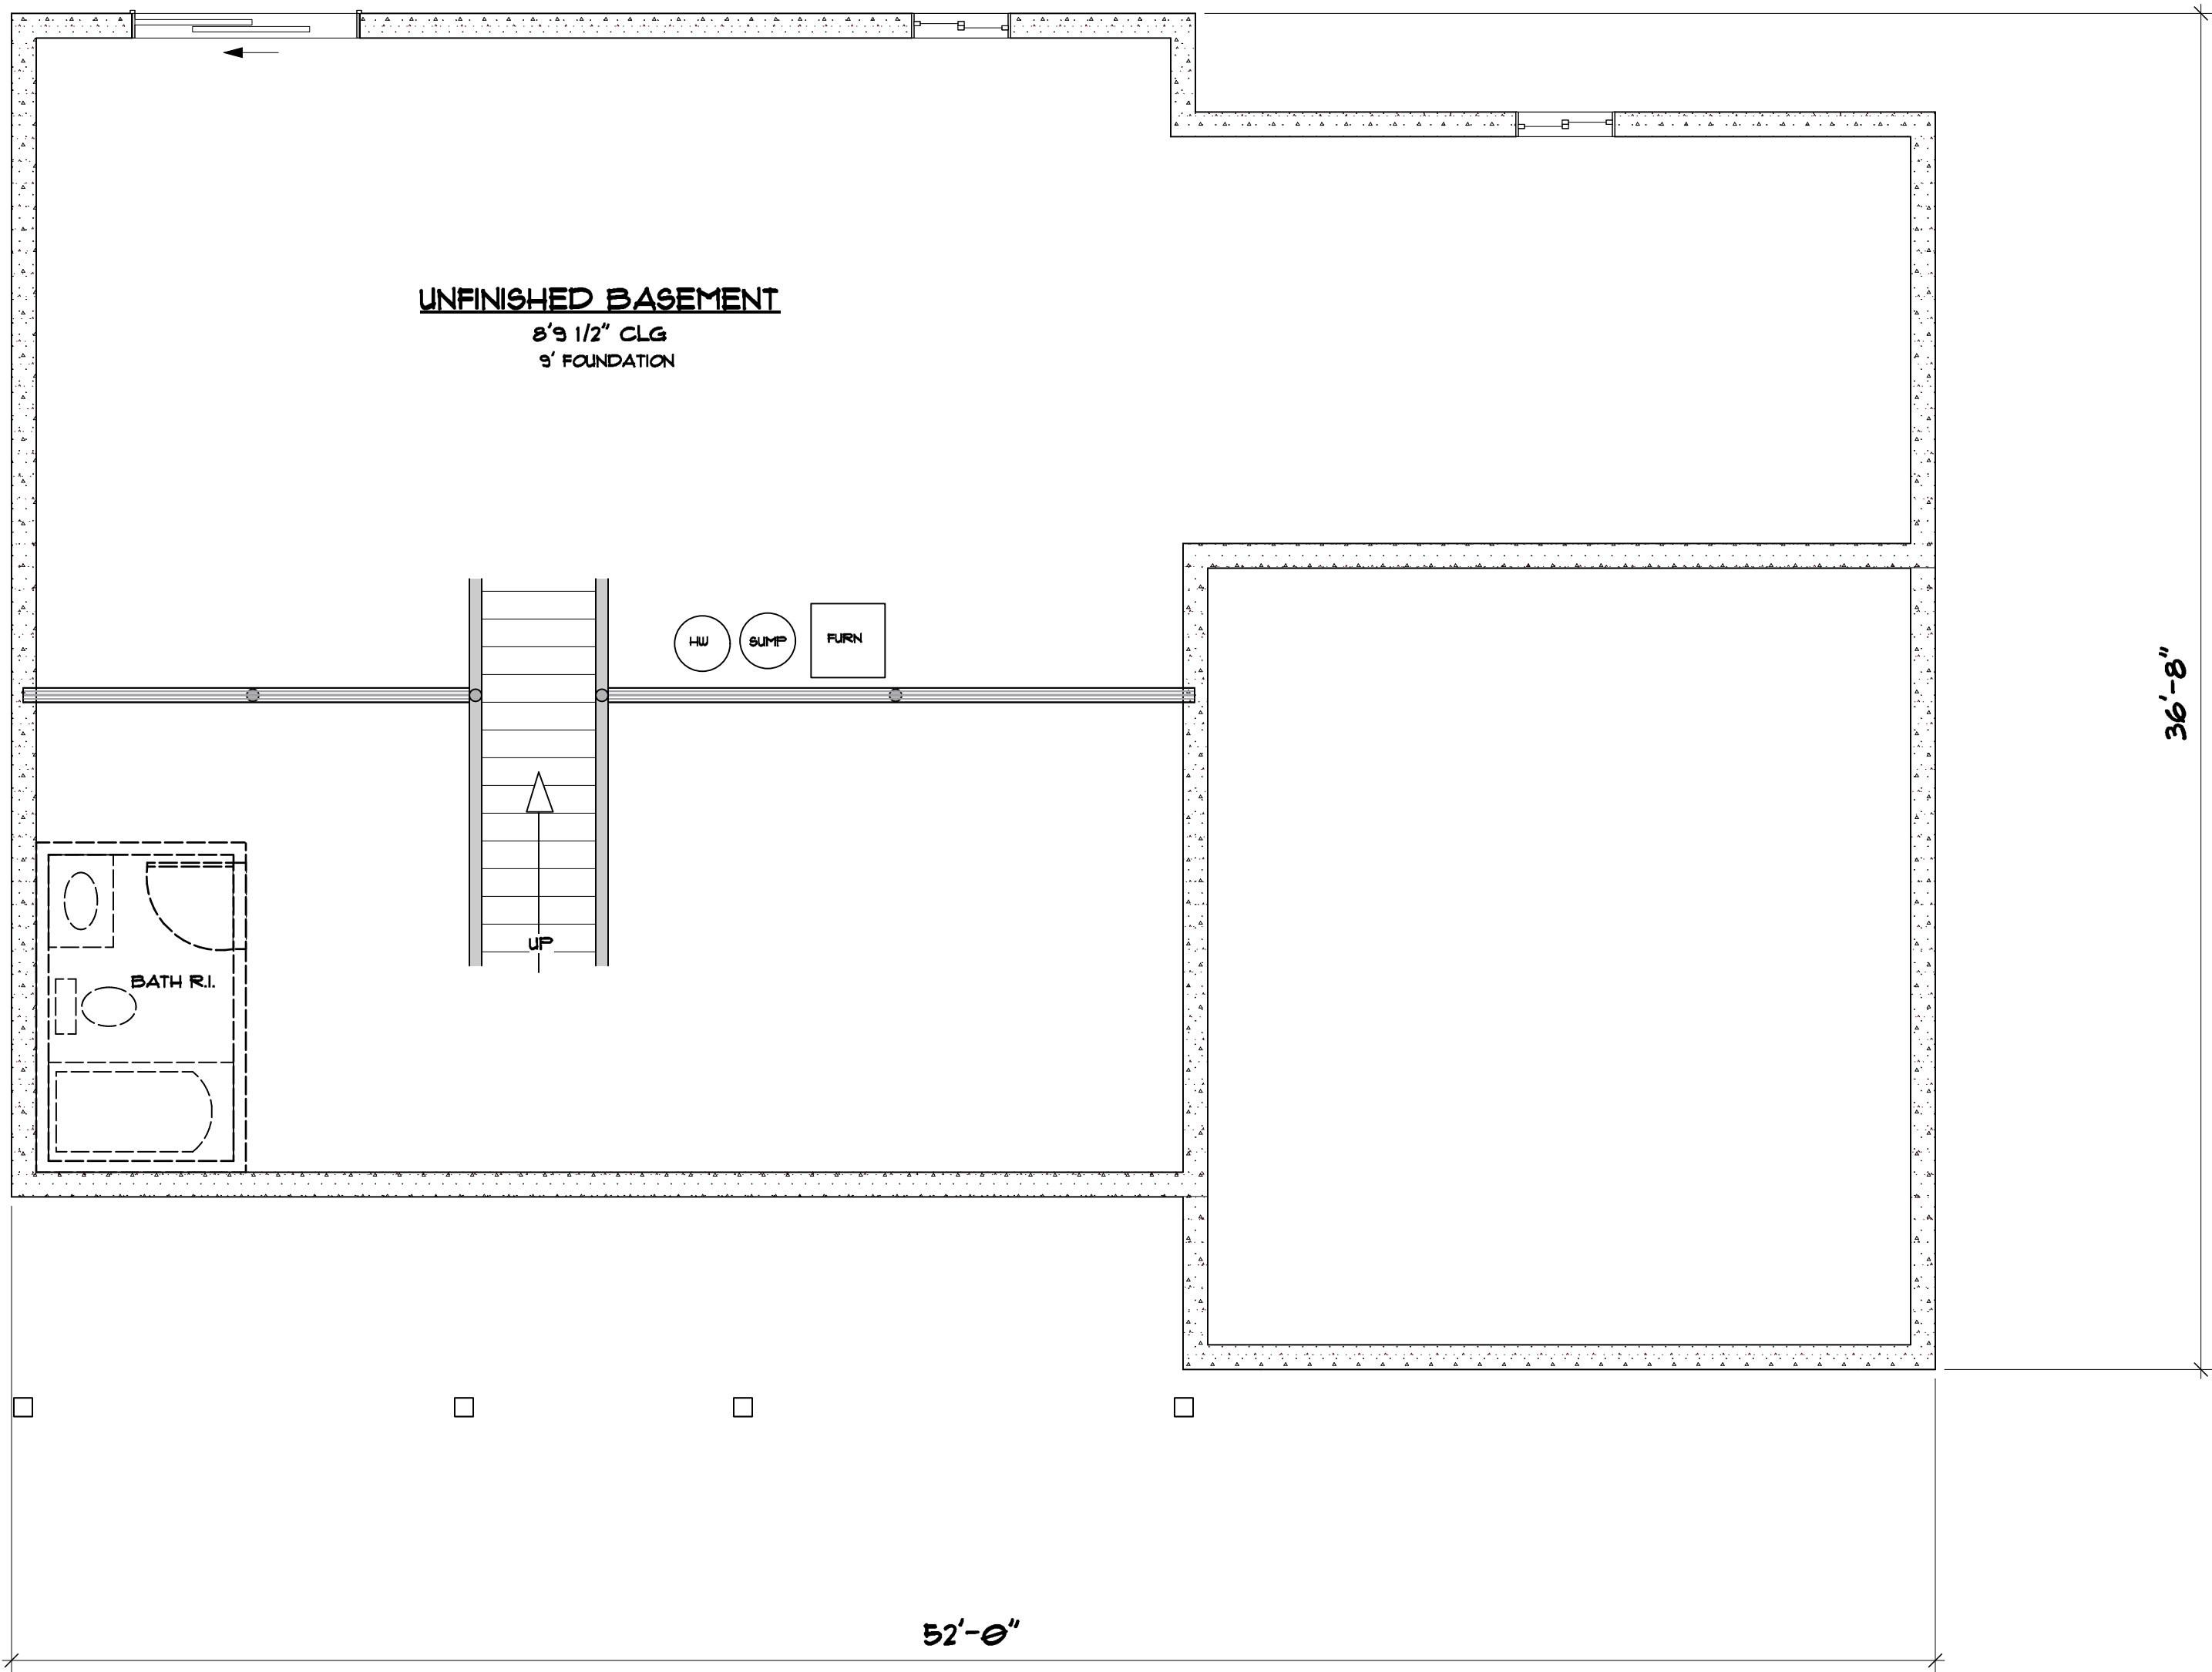 UNFINISHED BASEMENT
8'9 1/2" CLG
9' FOUNDATION
HW
SUMP
FURN
36'-8"
UP
BATH R.I.
52'-0"